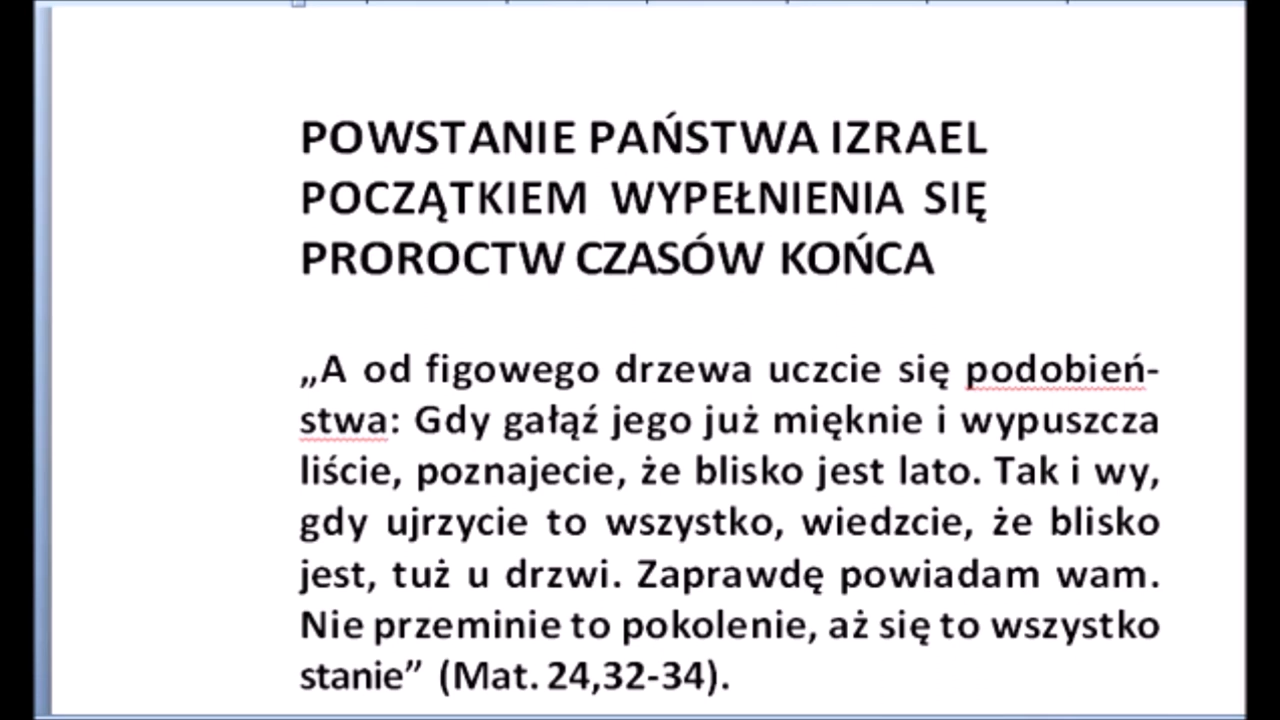 POWSTANIE PAŃSTWA IZRAEL
POCZĄTKIEM WYPEŁNIENIA SIĘ
PROROCTW CZASÓW KOŃCA
„A od figowego drzewa uczcie się podobień-
stwa: Gdy gałąź jego już mięknie i wypuszcza
liście, poznajecie, że blisko jest lato. Tak i wy,
gdy ujrzycie to wszystko, wiedzcie, że blisko
jest, tuż u drzwi. Zaprawdę powiadam wam.
Nie przeminie to pokolenie, aż się to wszystko
stanie” (Mat. 24,32-34).